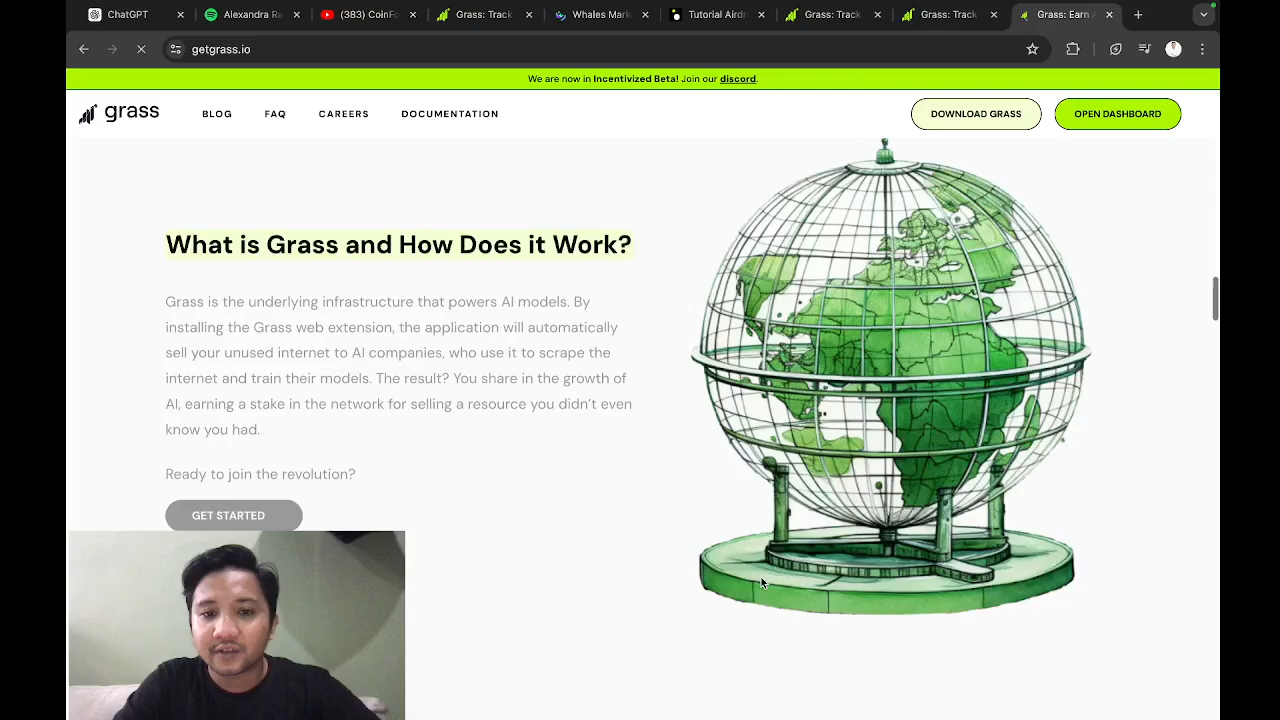 ChatGPT
Alexandra Ra
(383) CoinFo
Grass: Track
Whales Mark
Tutorial Airdr
Grass: Track
Grass: Track
Grass: Earn A
getgrass.io
We are now in Incentivized Beta! Join our discord.
grass
BLOG
FAQ
CAREERS
DOCUMENTATION
DOWNLOAD GRASS
OPEN DASHBOARD
What is Grass and How Does it Work?
Grass is the underlying infrastructure that powers AI models. By
installing the Grass web extension, the application will automatically
sell your unused internet to AI companies, who use it to scrape the
internet and train their models. The result? You share in the growth of
AI, earning a stake in the network for selling a resource you didn’t even
know you had.
Ready to join the revolution?
GET STARTED